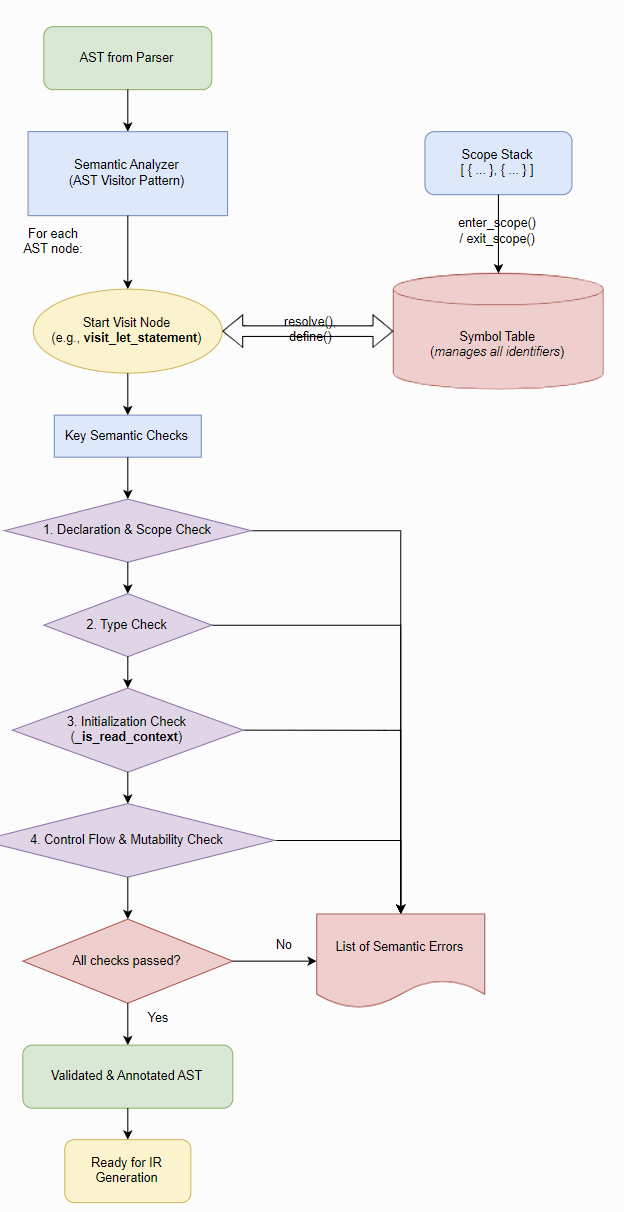 AST from Parser
Semantic Analyzer
(AST Visitor Pattern)
Scope Stack
[ { ... }, { ... } ]
For each
AST node:
enter_scope()
/ exit_scope()
Start Visit Node
(e.g., visit_let_statement)
resolve(),
define()
Symbol Table
(manages all identifiers)
Key Semantic Checks
1. Declaration & Scope Check
2. Type Check
3. Initialization Check
(_is_read_context)
4. Control Flow & Mutability Check
All checks passed?
No
List of Semantic Errors
Yes
Validated & Annotated AST
Ready for IR
Generation